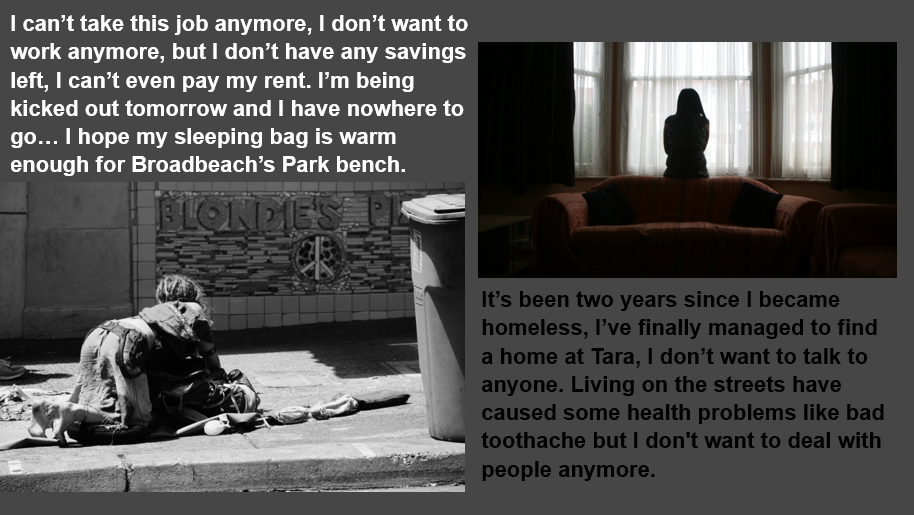 I can’t take this job anymore, I don’t want to
work anymore, but I don’t have any savings
left, I can’t even pay my rent. I’m being
kicked out tomorrow and I have nowhere to
go… I hope my sleeping bag is warm
enough for Broadbeach’s Park bench.
BLONDIE'S PI
It’s been two years since I became
homeless, I’ve finally managed to find
a home at Tara, I don’t want to talk to
anyone. Living on the streets have
caused some health problems like bad
toothache but I don't want to deal with
people anymore.